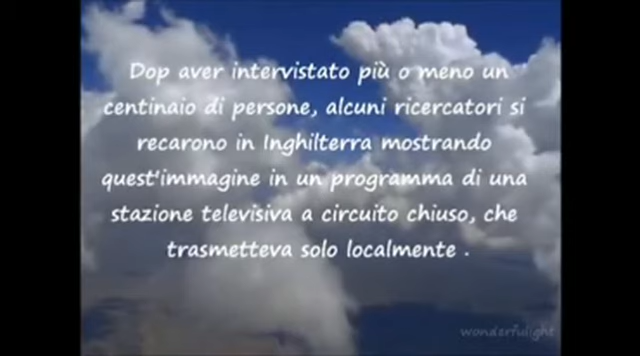 Dop aver intervistato più o meno un
centinaio di persone, alcuni ricercatori si
recarono in Inghilterra mostrando
quest'immagine in un programma di una
stazione televisiva a circuito chiuso, che
trasmetteva solo localmente .
wonderfulight